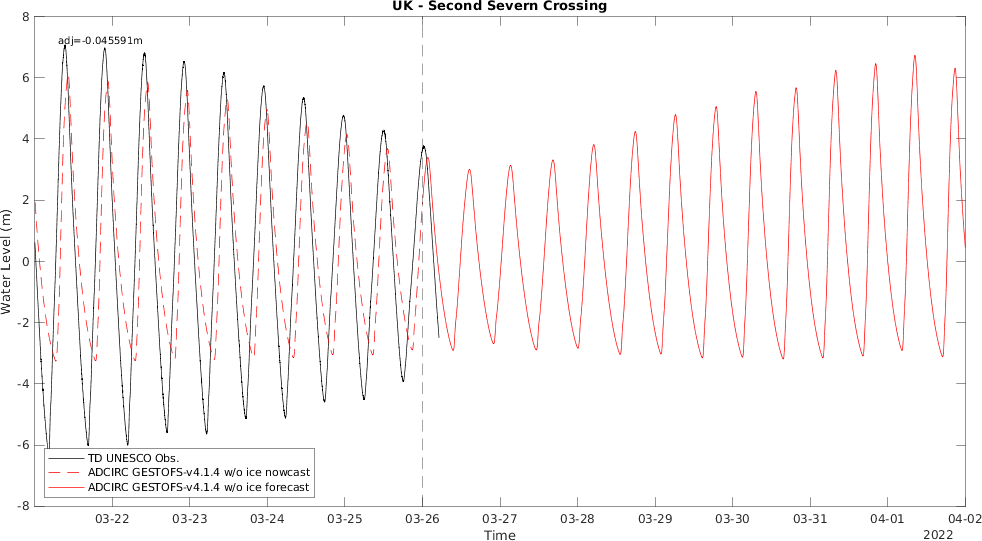 UK - Second Severn Crossing
adj=-0.045591m
8
6
4
2
0
-2
-4
-6
-8
Water Level (m)
TD UNESCO Obs.
ADCIRC GESTOFS-v4.1.4 w/o ice nowcast
ADCIRC GESTOFS-v4.1.4 w/o ice forecast
03-22 03-23 03-24 03-25 03-26 03-27 03-28 03-29 03-30 03-31 04-01 04-02
Time
2022